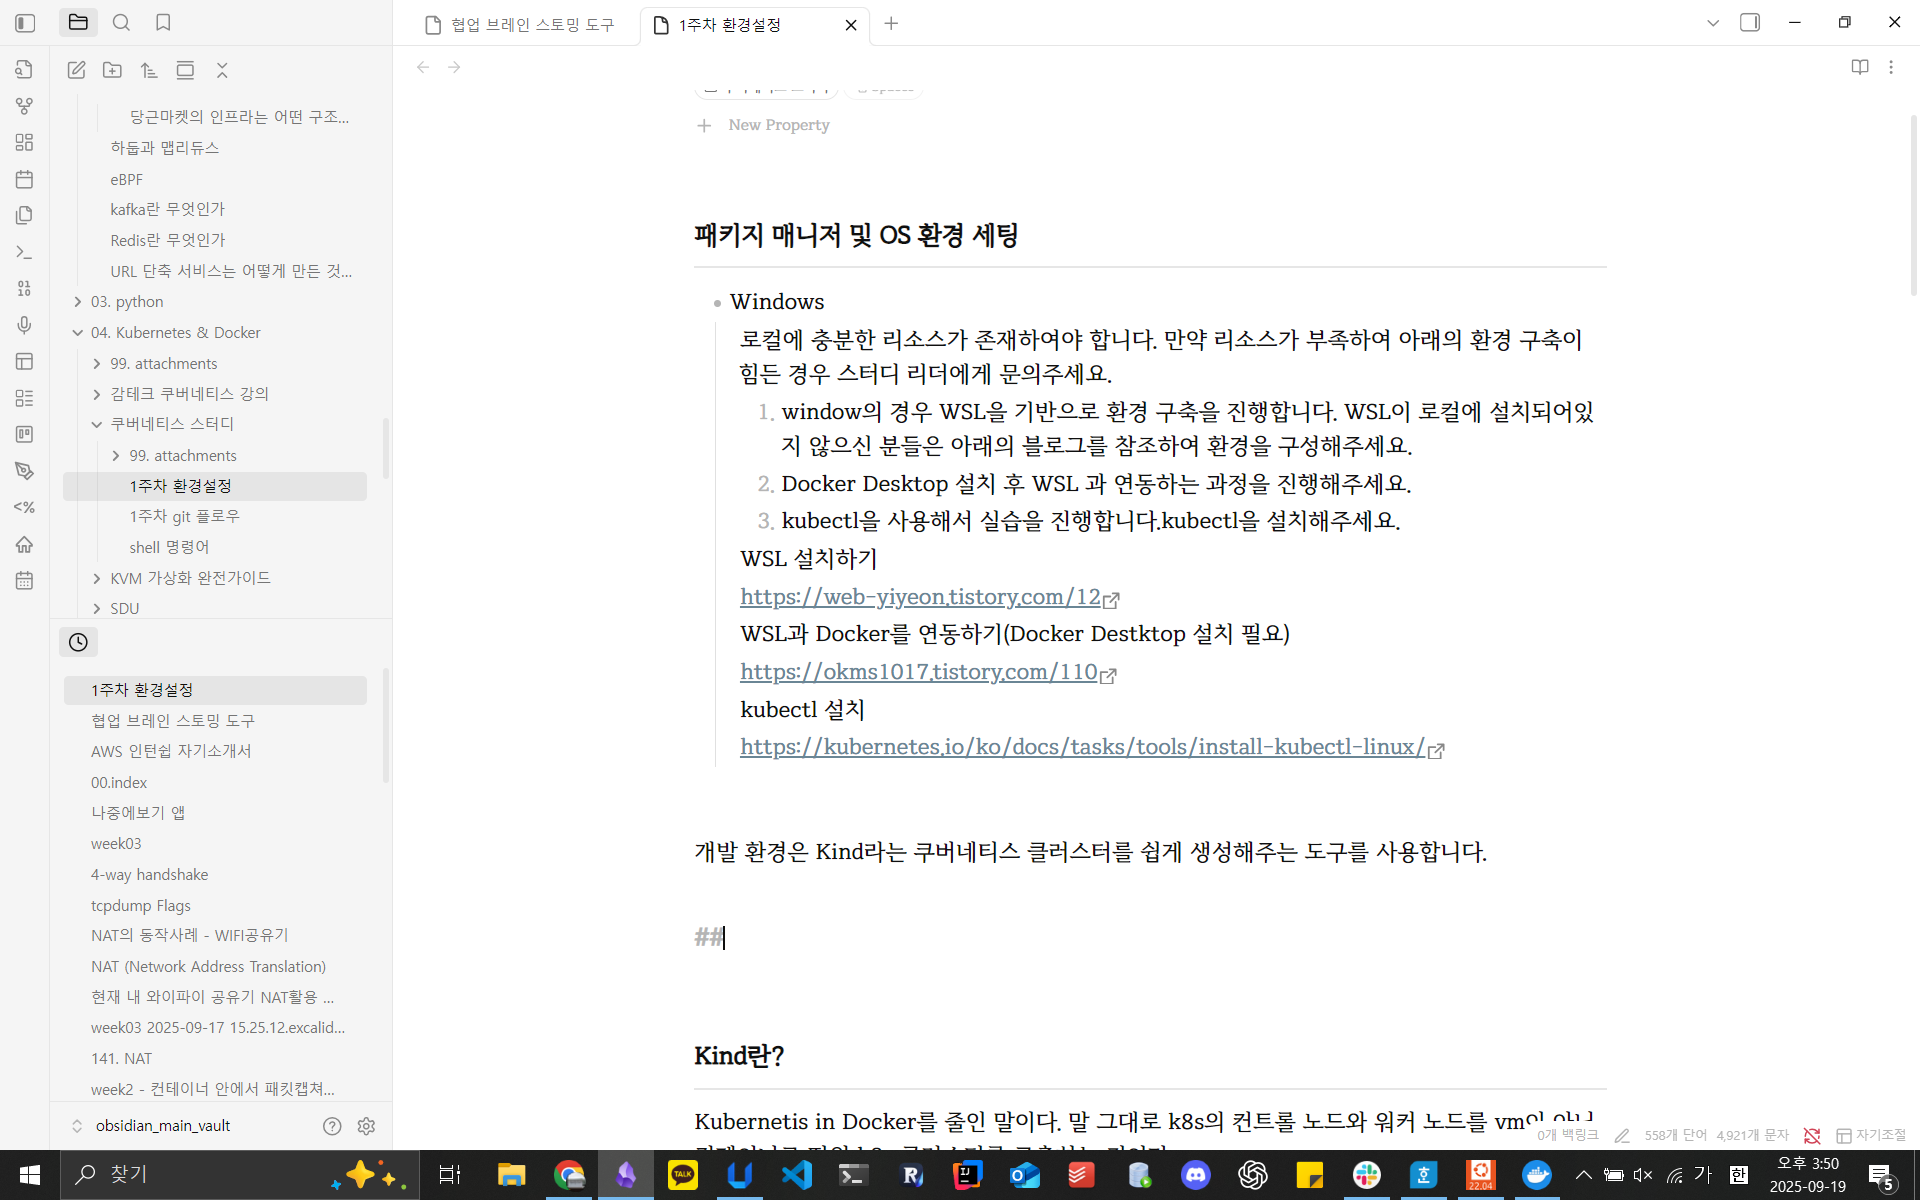 협업 브레인 스토밍 도구
1주차 환경설정
당근마켓의 인프라는 어떤 구조...
하둡과 맵리듀스
eBPF
kafka란 무엇인가
Redis란 무엇인가
URL 단축 서비스는 어떻게 만든 것...
03. python
04. Kubernetes & Docker
99. attachments
감테크 쿠버네티스 강의
쿠버네티스 스터디
99. attachments
1주차 환경설정
1주차 git 플로우
shell 명령어
KVM 가상화 완전가이드
SDU
1주차 환경설정
협업 브레인 스토밍 도구
AWS 인턴쉽 자기소개서
00.index
나중에보기 앱
week03
4-way handshake
tcpdump Flags
NAT의 동작사례 - WIFI공유기
NAT (Network Address Translation)
현재 내 와이파이 공유기 NAT활용 ...
week03 2025-09-17 15.25.12.excalid...
141. NAT
week2 - 컨테이너 안에서 패킷캡쳐...
obsidian_main_vault
New Property
패키지 매니저 및 OS 환경 세팅
Windows
로컬에 충분한 리소스가 존재하여야 합니다. 만약 리소스가 부족하여 아래의 환경 구축이
힘든 경우 스터디 리더에게 문의주세요.
1. window의 경우 WSL을 기반으로 환경 구축을 진행합니다. WSL이 로컬에 설치되어있
지 않으신 분들은 아래의 블로그를 참조하여 환경을 구성해주세요.
2. Docker Desktop 설치 후 WSL 과 연동하는 과정을 진행해주세요.
3. kubectl을 사용해서 실습을 진행합니다.kubectl을 설치해주세요.
WSL 설치하기
https://web-yiyeon.tistory.com/12
WSL과 Docker를 연동하기(Docker Destktop 설치 필요)
https://okms1017.tistory.com/110
kubectl 설치
https://kubernetes.io/ko/docs/tasks/tools/install-kubectl-linux/
개발 환경은 Kind라는 쿠버네티스 클러스터를 쉽게 생성해주는 도구를 사용합니다.
##
Kind란?
Kubernetis in Docker를 줄인 말이다. 말 그대로 k8s의 컨트롤 노드와 워커 노드를 vm이 아닌
0개 백링크
558개 단어
4,921개 문자
자기조절
찾기
TALK
22.04
가
한
오후 3:50
2025-09-19
5